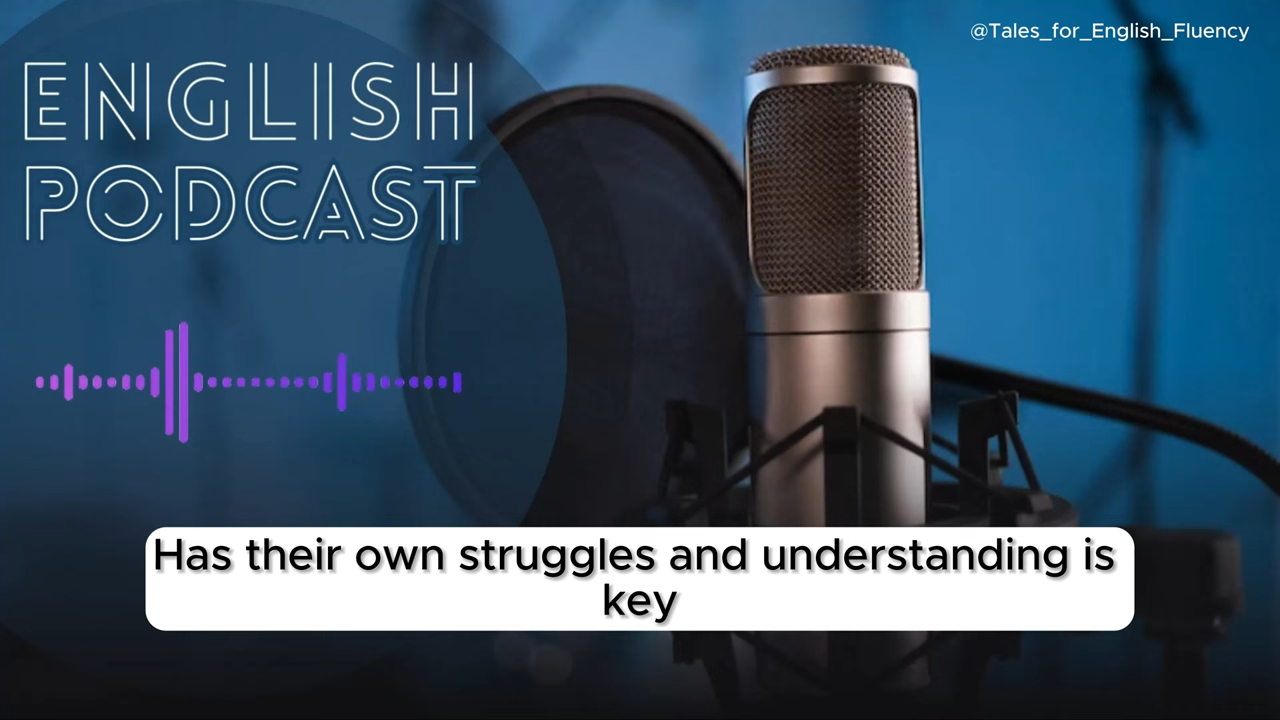 @Tales_for_English_Fluency
ENGLISH
PODCAST
Has their own struggles and understanding is
key